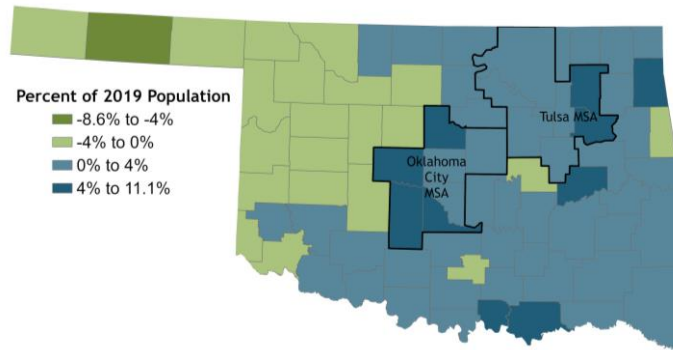 Percent of 2019 Population
-8.6% to -4%
-4% to 0%
0% to 4%
4% to 11.1%
Tulsa MSA
Oklahoma
City
MSA